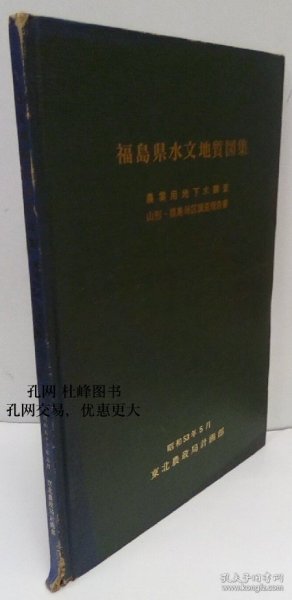 福島県水文地質図集
農業用地下水調査
山形-福島地区調査報告書
昭和53年5月
東北農政局計画部
孔网 杜峰图书
孔网交易，优惠更大